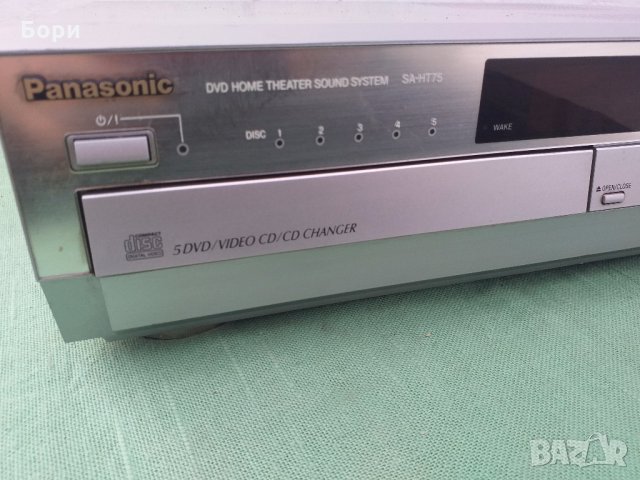 Бори
Panasonic
DVD HOME THEATER SOUND SYSTEM SA-HT75
⏻/I
DISC 1 2 3 4 5
WAKE
▲ OPEN/CLOSE
COMPACT
disc
DIGITAL VIDEO
5 DVD/VIDEO CD/CD CHANGER
BAZAR